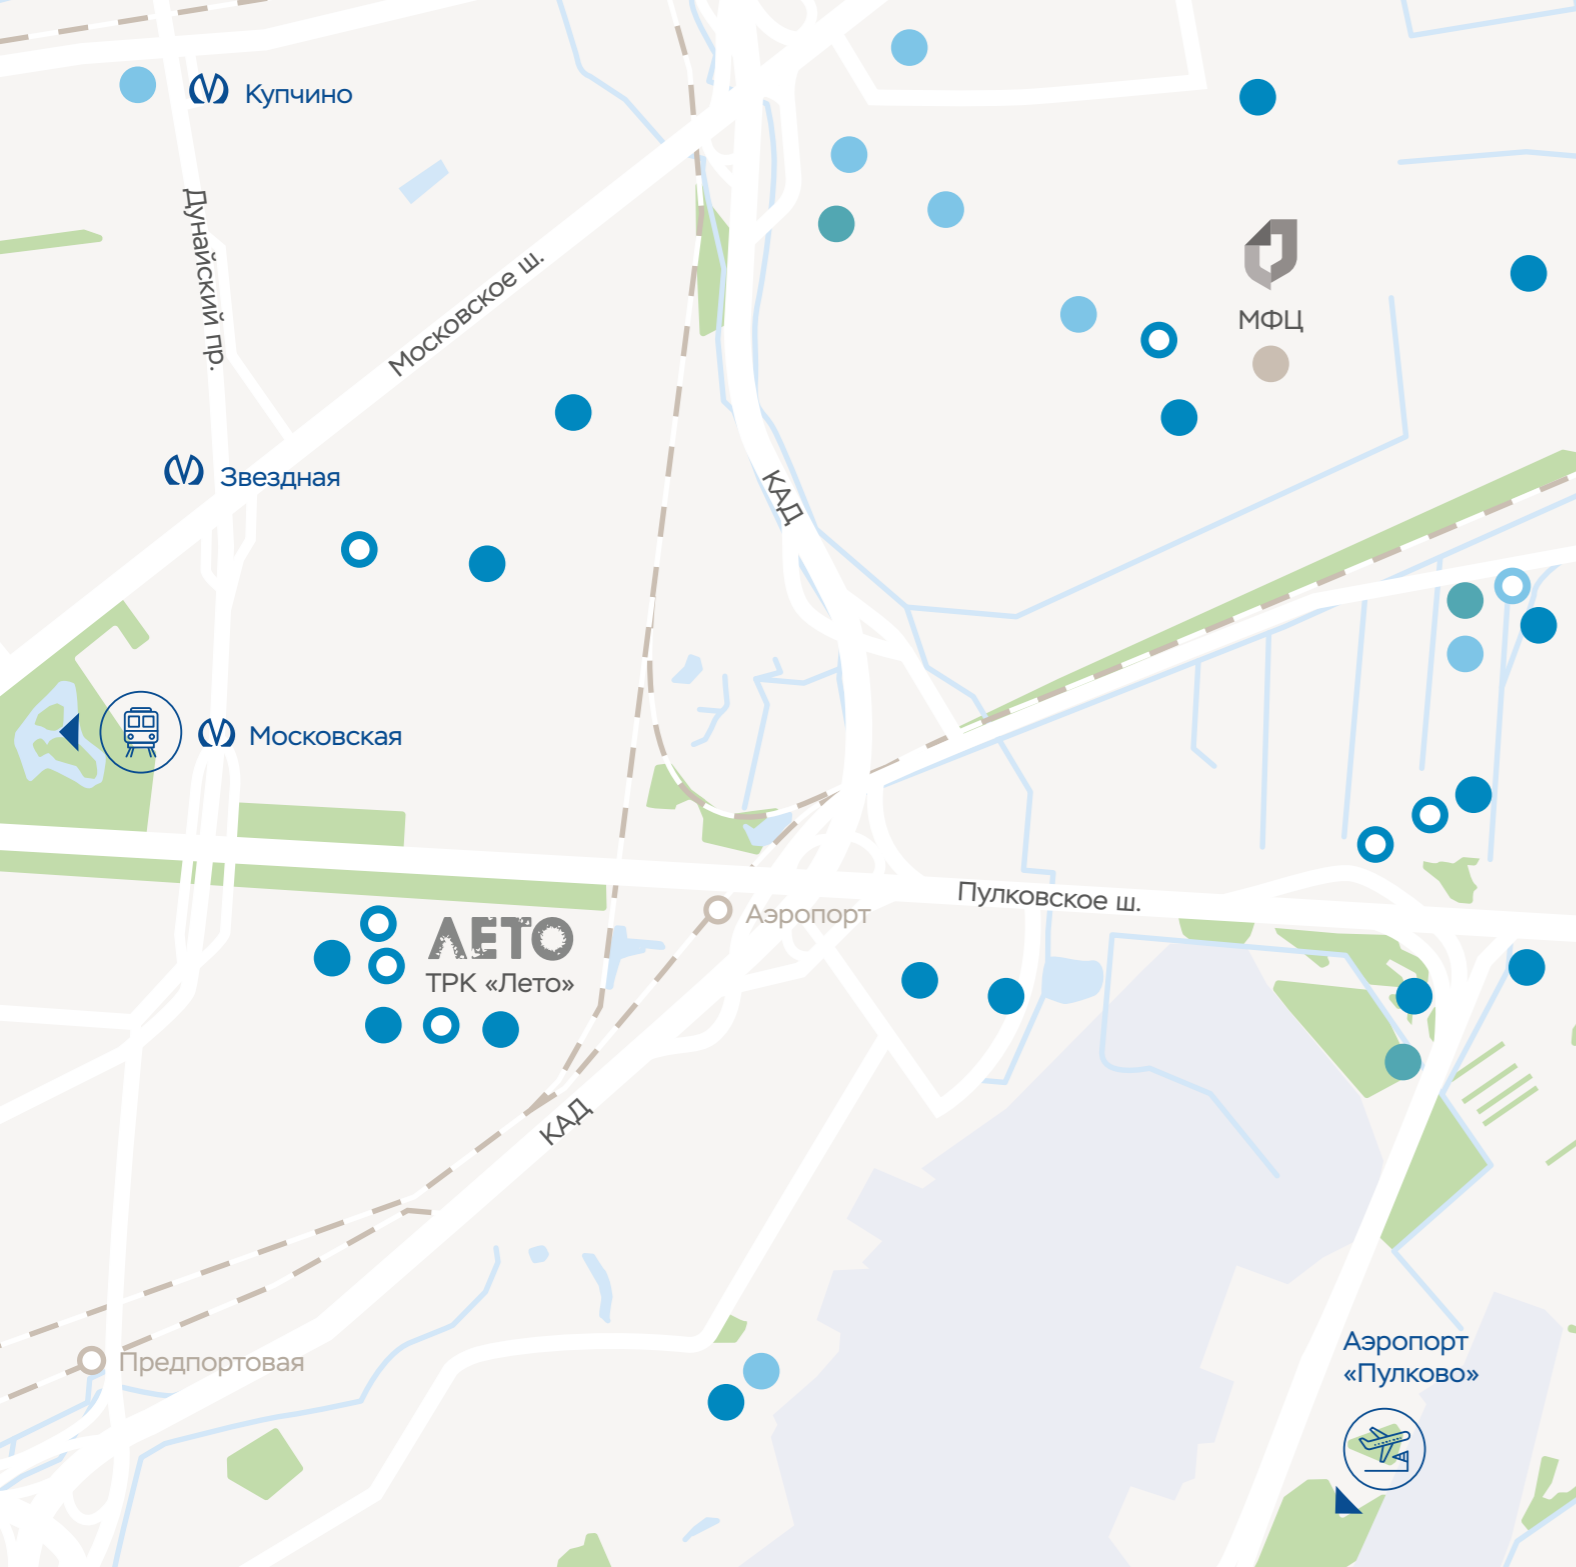 Купчино
Дунайский пр.
Московское ш.
МФЦ
Звездная
КАД
Московская
Пулковское ш.
Аэропорт
ЛЕТО
ТРК «Лето»
КАД
Предпортовая
Аэропорт
«Пулково»